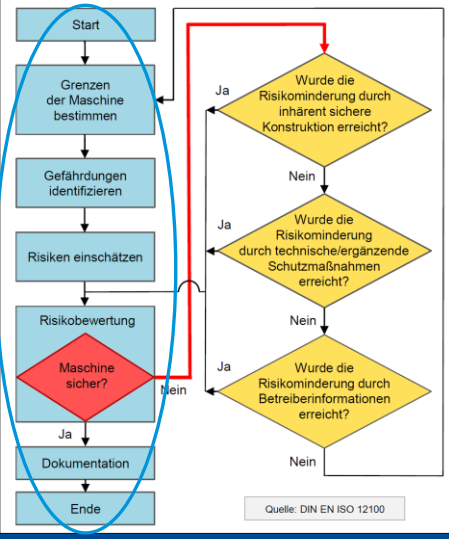 Start
Grenzen
der Maschine
bestimmen
Gefährdungen
identifizieren
Risiken einschätzen
Risikobewertung
Maschine
sicher?
Nein
Ja
Dokumentation
Ende
Ja
Wurde die
Risikominderung durch
inhärent sichere
Konstruktion erreicht?
Nein
Ja
Wurde die
Risikominderung
durch technische/ergänzende
Schutzmaßnahmen
erreicht?
Nein
Ja
Wurde die
Risikominderung durch
Betreiberinformationen
erreicht?
Nein
Quelle: DIN EN ISO 12100